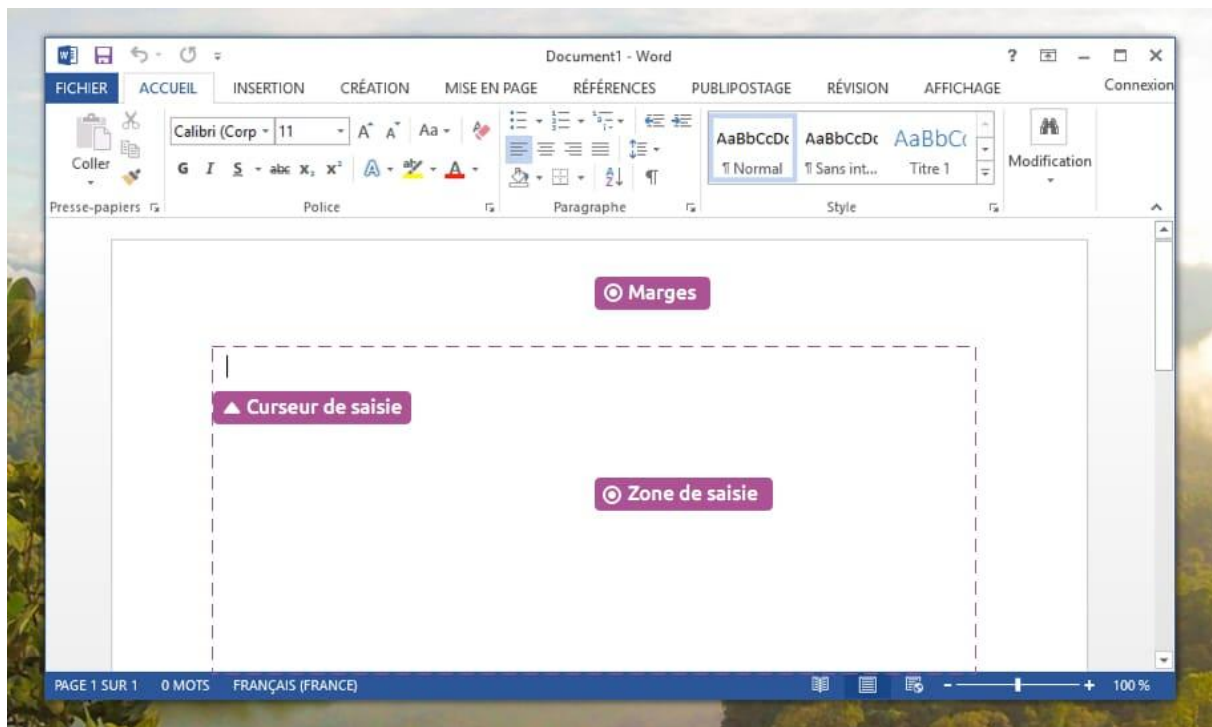 Document1 - Word
FICHIER ACCUEIL INSERTION CRÉATION MISE EN PAGE RÉFÉRENCES PUBLIPOSTAGE RÉVISION AFFICHAGE Connexion
Calibri (Corp 11 A A Aa
AaBbCcDc AaBbCcDc AaBbC
Coller G I S abc X₂ X² A aby A
¶ Normal ¶ Sans int... Titre 1 Modification
Presse-papiers Police Paragraphe Style
Marges
Curseur de saisie
Zone de saisie
PAGE 1 SUR 1 0 MOTS FRANÇAIS (FRANCE) 100 %